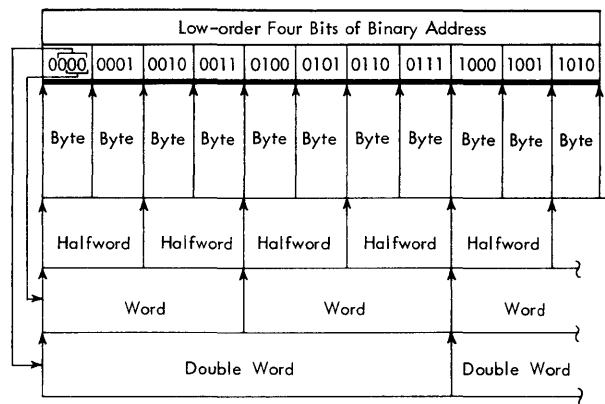 Low-order Four Bits of Binary Address
0000 0001 0010 0011 0100 0101 0110 0111 1000 1001 1010
Byte Byte Byte Byte Byte Byte Byte Byte Byte Byte Byte
Halfword Halfword Halfword Halfword Halfword
Word Word Word
Double Word Double Word